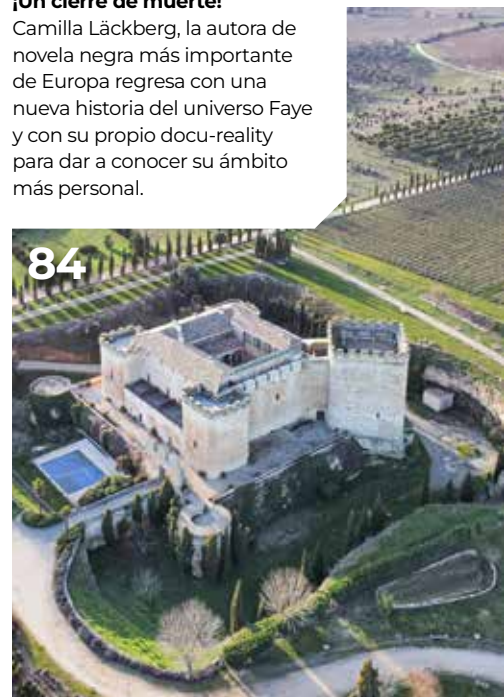 ¡Un cierre de muerte!
Camilla Läckberg, la autora de
novela negra más importante
de Europa regresa con una
nueva historia del universo Faye
y con su propio docu-reality
para dar a conocer su ámbito
más personal.
84